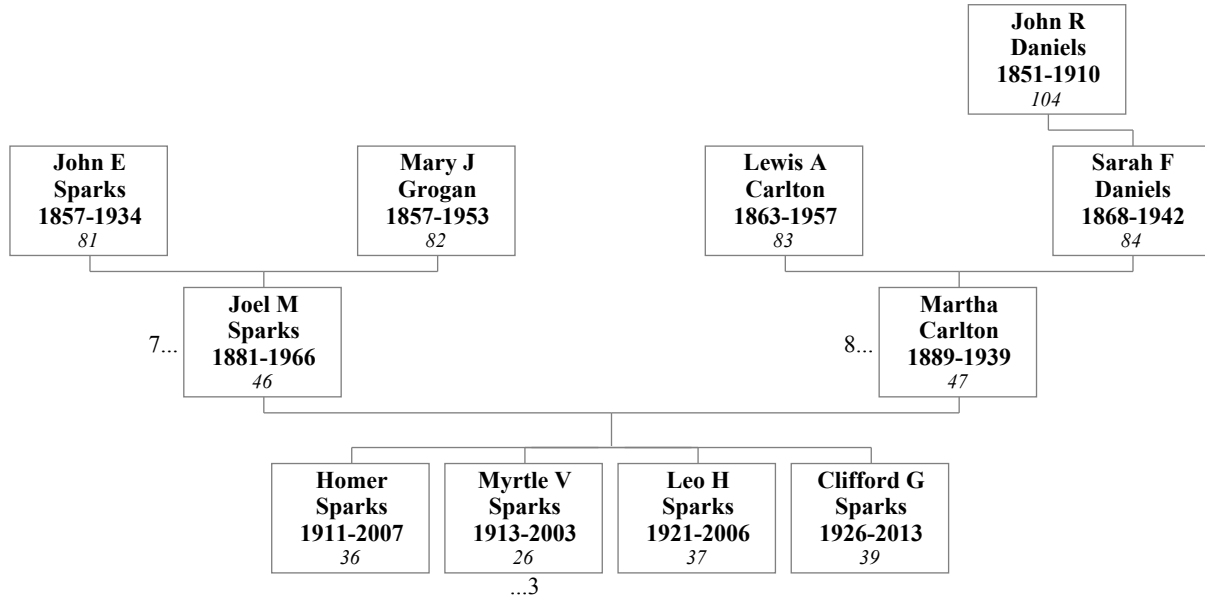 John R
Daniels
1851-1910
104
John E
Sparks
1857-1934
81
Mary J
Grogan
1857-1953
82
Lewis A
Carlton
1863-1957
83
Sarah F
Daniels
1868-1942
84
7...
Joel M
Sparks
1881-1966
46
8...
Martha
Carlton
1889-1939
47
Homer
Sparks
1911-2007
36
Myrtle V
Sparks
1913-2003
26
...3
Leo H
Sparks
1921-2006
37
Clifford G
Sparks
1926-2013
39